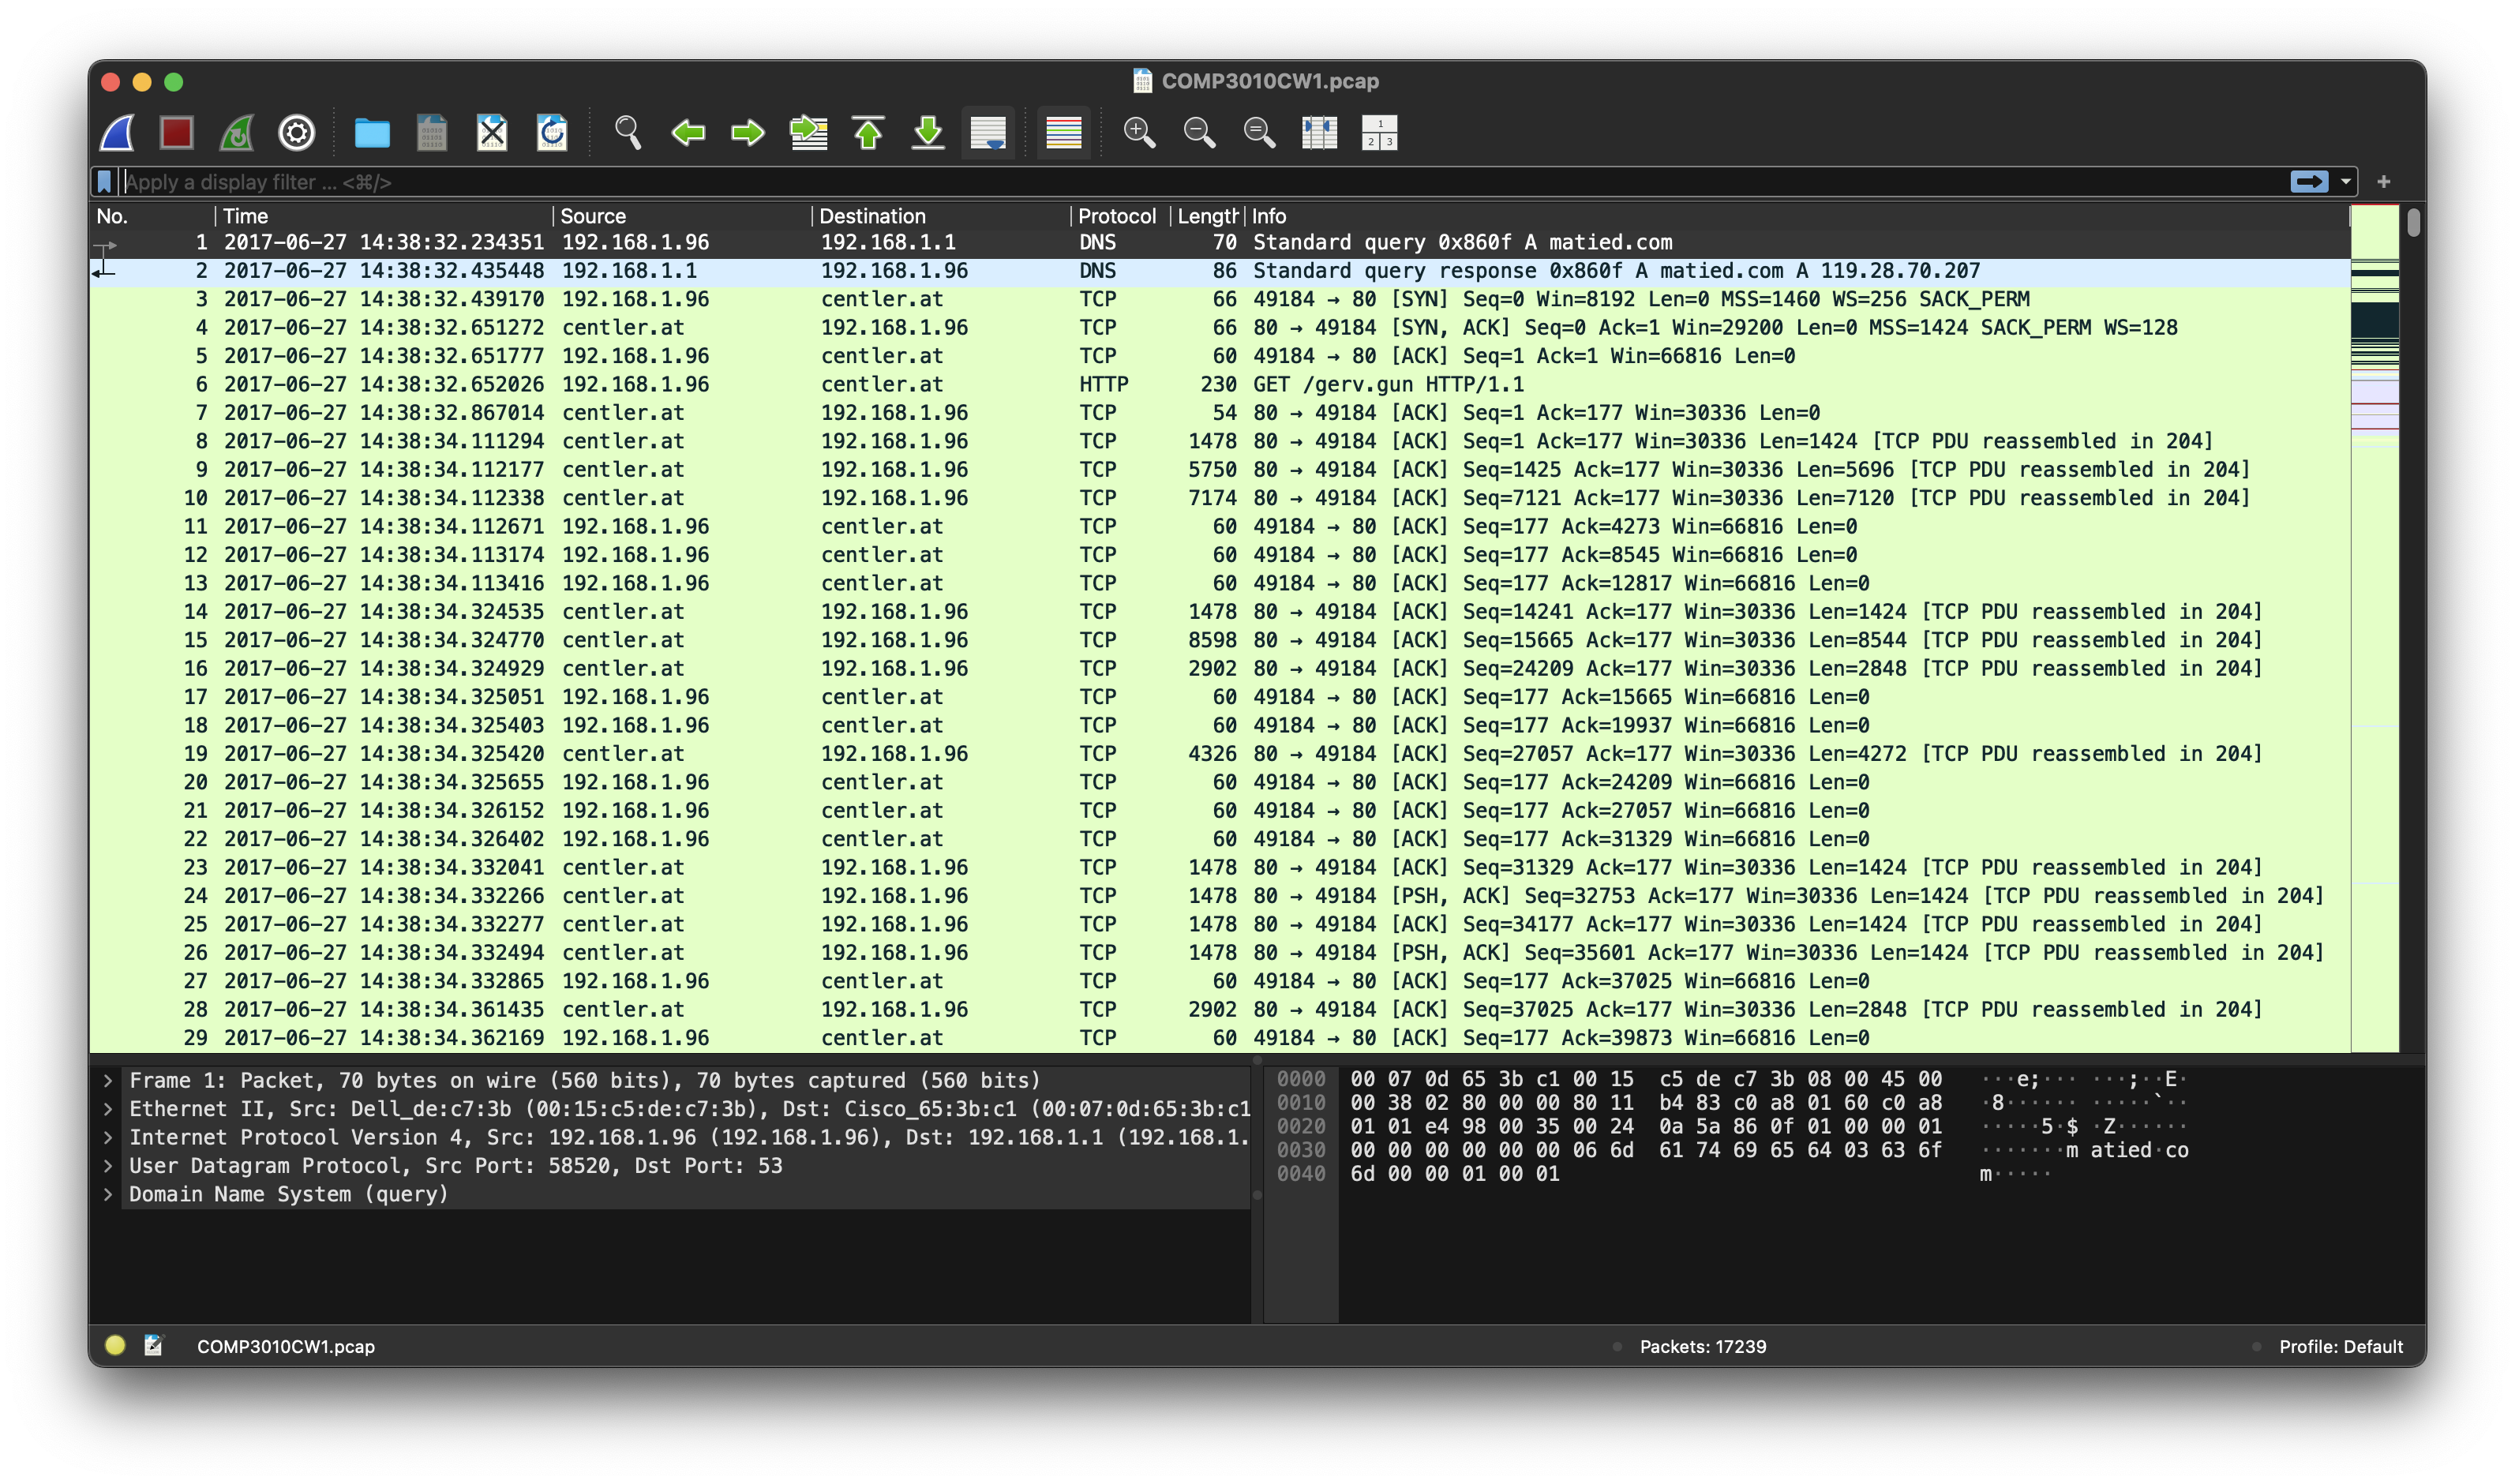 COMP3010CW1.pcap
Apply a display filter ... <⌘/>
No. Time Source Destination Protocol Length Info
1 2017-06-27 14:38:32.234351 192.168.1.96 192.168.1.1 DNS 70 Standard query 0x860f A matied.com
2 2017-06-27 14:38:32.435448 192.168.1.1 192.168.1.96 DNS 86 Standard query response 0x860f A matied.com A 119.28.70.207
3 2017-06-27 14:38:32.439170 192.168.1.96 centler.at TCP 66 49184 → 80 [SYN] Seq=0 Win=8192 Len=0 MSS=1460 WS=256 SACK_PERM
4 2017-06-27 14:38:32.651272 centler.at 192.168.1.96 TCP 66 80 → 49184 [SYN, ACK] Seq=0 Ack=1 Win=29200 Len=0 MSS=1424 SACK_PERM WS=128
5 2017-06-27 14:38:32.651777 192.168.1.96 centler.at TCP 60 49184 → 80 [ACK] Seq=1 Ack=1 Win=66816 Len=0
6 2017-06-27 14:38:32.652026 192.168.1.96 centler.at HTTP 230 GET /gerv.gun HTTP/1.1
7 2017-06-27 14:38:32.867014 centler.at 192.168.1.96 TCP 54 80 → 49184 [ACK] Seq=1 Ack=177 Win=30336 Len=0
8 2017-06-27 14:38:34.111294 centler.at 192.168.1.96 TCP 1478 80 → 49184 [ACK] Seq=1 Ack=177 Win=30336 Len=1424 [TCP PDU reassembled in 204]
9 2017-06-27 14:38:34.112177 centler.at 192.168.1.96 TCP 5750 80 → 49184 [ACK] Seq=1425 Ack=177 Win=30336 Len=5696 [TCP PDU reassembled in 204]
10 2017-06-27 14:38:34.112338 centler.at 192.168.1.96 TCP 7174 80 → 49184 [ACK] Seq=7121 Ack=177 Win=30336 Len=7120 [TCP PDU reassembled in 204]
11 2017-06-27 14:38:34.112671 192.168.1.96 centler.at TCP 60 49184 → 80 [ACK] Seq=177 Ack=4273 Win=66816 Len=0
12 2017-06-27 14:38:34.113174 192.168.1.96 centler.at TCP 60 49184 → 80 [ACK] Seq=177 Ack=8545 Win=66816 Len=0
13 2017-06-27 14:38:34.113416 192.168.1.96 centler.at TCP 60 49184 → 80 [ACK] Seq=177 Ack=12817 Win=66816 Len=0
14 2017-06-27 14:38:34.324535 centler.at 192.168.1.96 TCP 1478 80 → 49184 [ACK] Seq=14241 Ack=177 Win=30336 Len=1424 [TCP PDU reassembled in 204]
15 2017-06-27 14:38:34.324770 centler.at 192.168.1.96 TCP 8598 80 → 49184 [ACK] Seq=15665 Ack=177 Win=30336 Len=8544 [TCP PDU reassembled in 204]
16 2017-06-27 14:38:34.324929 centler.at 192.168.1.96 TCP 2902 80 → 49184 [ACK] Seq=24209 Ack=177 Win=30336 Len=2848 [TCP PDU reassembled in 204]
17 2017-06-27 14:38:34.325051 192.168.1.96 centler.at TCP 60 49184 → 80 [ACK] Seq=177 Ack=15665 Win=66816 Len=0
18 2017-06-27 14:38:34.325403 192.168.1.96 centler.at TCP 60 49184 → 80 [ACK] Seq=177 Ack=19937 Win=66816 Len=0
19 2017-06-27 14:38:34.325420 centler.at 192.168.1.96 TCP 4326 80 → 49184 [ACK] Seq=27057 Ack=177 Win=30336 Len=4272 [TCP PDU reassembled in 204]
20 2017-06-27 14:38:34.325655 192.168.1.96 centler.at TCP 60 49184 → 80 [ACK] Seq=177 Ack=24209 Win=66816 Len=0
21 2017-06-27 14:38:34.326152 192.168.1.96 centler.at TCP 60 49184 → 80 [ACK] Seq=177 Ack=27057 Win=66816 Len=0
22 2017-06-27 14:38:34.326402 192.168.1.96 centler.at TCP 60 49184 → 80 [ACK] Seq=177 Ack=31329 Win=66816 Len=0
23 2017-06-27 14:38:34.332041 centler.at 192.168.1.96 TCP 1478 80 → 49184 [ACK] Seq=31329 Ack=177 Win=30336 Len=1424 [TCP PDU reassembled in 204]
24 2017-06-27 14:38:34.332266 centler.at 192.168.1.96 TCP 1478 80 → 49184 [PSH, ACK] Seq=32753 Ack=177 Win=30336 Len=1424 [TCP PDU reassembled in 204]
25 2017-06-27 14:38:34.332277 centler.at 192.168.1.96 TCP 1478 80 → 49184 [ACK] Seq=34177 Ack=177 Win=30336 Len=1424 [TCP PDU reassembled in 204]
26 2017-06-27 14:38:34.332494 centler.at 192.168.1.96 TCP 1478 80 → 49184 [PSH, ACK] Seq=35601 Ack=177 Win=30336 Len=1424 [TCP PDU reassembled in 204]
27 2017-06-27 14:38:34.332865 192.168.1.96 centler.at TCP 60 49184 → 80 [ACK] Seq=177 Ack=37025 Win=66816 Len=0
28 2017-06-27 14:38:34.361435 centler.at 192.168.1.96 TCP 2902 80 → 49184 [ACK] Seq=37025 Ack=177 Win=30336 Len=2848 [TCP PDU reassembled in 204]
29 2017-06-27 14:38:34.362169 192.168.1.96 centler.at TCP 60 49184 → 80 [ACK] Seq=177 Ack=39873 Win=66816 Len=0
Frame 1: Packet, 70 bytes on wire (560 bits), 70 bytes captured (560 bits)
Ethernet II, Src: Dell_de:c7:3b (00:15:c5:de:c7:3b), Dst: Cisco_65:3b:c1 (00:07:0d:65:3b:c1
Internet Protocol Version 4, Src: 192.168.1.96 (192.168.1.96), Dst: 192.168.1.1 (192.168.1.
User Datagram Protocol, Src Port: 58520, Dst Port: 53
Domain Name System (query)
0000 00 07 0d 65 3b c1 00 15 c5 de c7 3b 08 00 45 00 ···e;··· ···;··E·
0010 00 38 02 80 00 00 80 11 b4 83 c0 a8 01 60 c0 a8 ·8······ ·····`··
0020 01 01 e4 98 00 35 00 24 0a 5a 86 0f 01 00 00 01 ·····5·$ ·Z······
0030 00 00 00 00 00 00 06 6d 61 74 69 65 64 03 63 6f ·······m atied·co
0040 6d 00 00 01 00 01 m·····
COMP3010CW1.pcap
Packets: 17239
Profile: Default